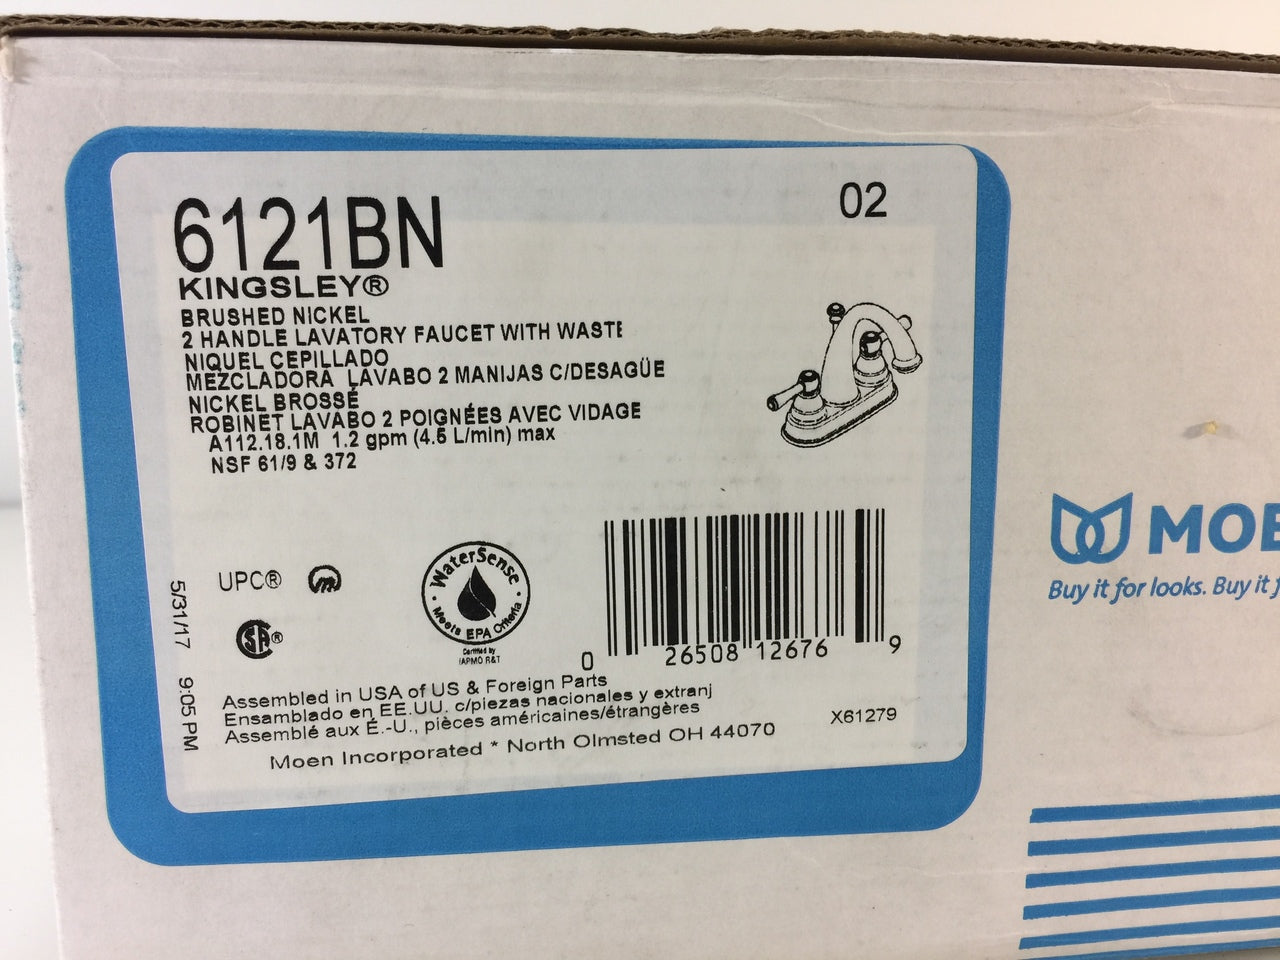 6121BN
02
KINGSLEY®
BRUSHED NICKEL
2 HANDLE LAVATORY FAUCET WITH WASTE
NIQUEL CEPILLADO
MEZCLADORA LAVABO 2 MANIJAS C/DESAGÜE
NICKEL BROSSÉ
ROBINET LAVABO 2 POIGNÉES AVEC VIDAGE
A112.18.1M 1.2 gpm (4.5 L/min) max
NSF 61/9 & 372
UPC®
WaterSense
Meets EPA Criteria
Certified by
IAPMO R&T
SA®
5/31/17 9:05 PM
0 26508 12676 9
Assembled in USA of US & Foreign Parts
Ensamblado en EE.UU. c/piezas nacionales y extranj
Assemblé aux É.-U., pièces américaines/étrangères
X61279
Moen Incorporated * North Olmsted OH 44070
MOE
Buy it for looks. Buy it f